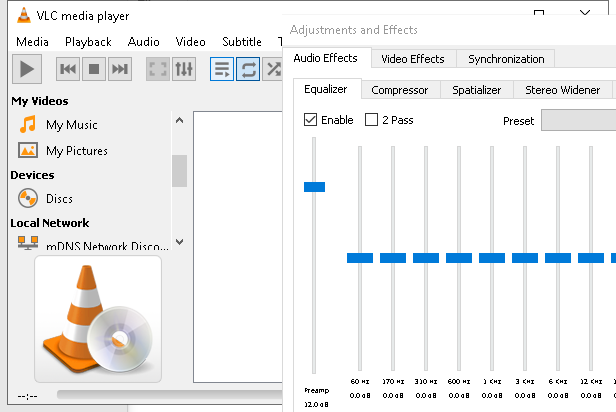 VLC media player
Media Playback Audio Video Subtitle
Adjustments and Effects
Audio Effects Video Effects Synchronization
Equalizer Compressor Spatializer Stereo Widener
Enable 2 Pass Preset
My Videos
My Music
My Pictures
Devices
Discs
Local Network
mDNS Network Disco...
--:--
60 Hz 170 Hz 310 Hz 600 Hz 1 KHz 3 KHz 6 KHz 12 KHz
Preamp 0.0 dB 0.0 dB 0.0 dB 0.0 dB 0.0 dB 0.0 dB 0.0 dB 0.0 dB
12.0 dB